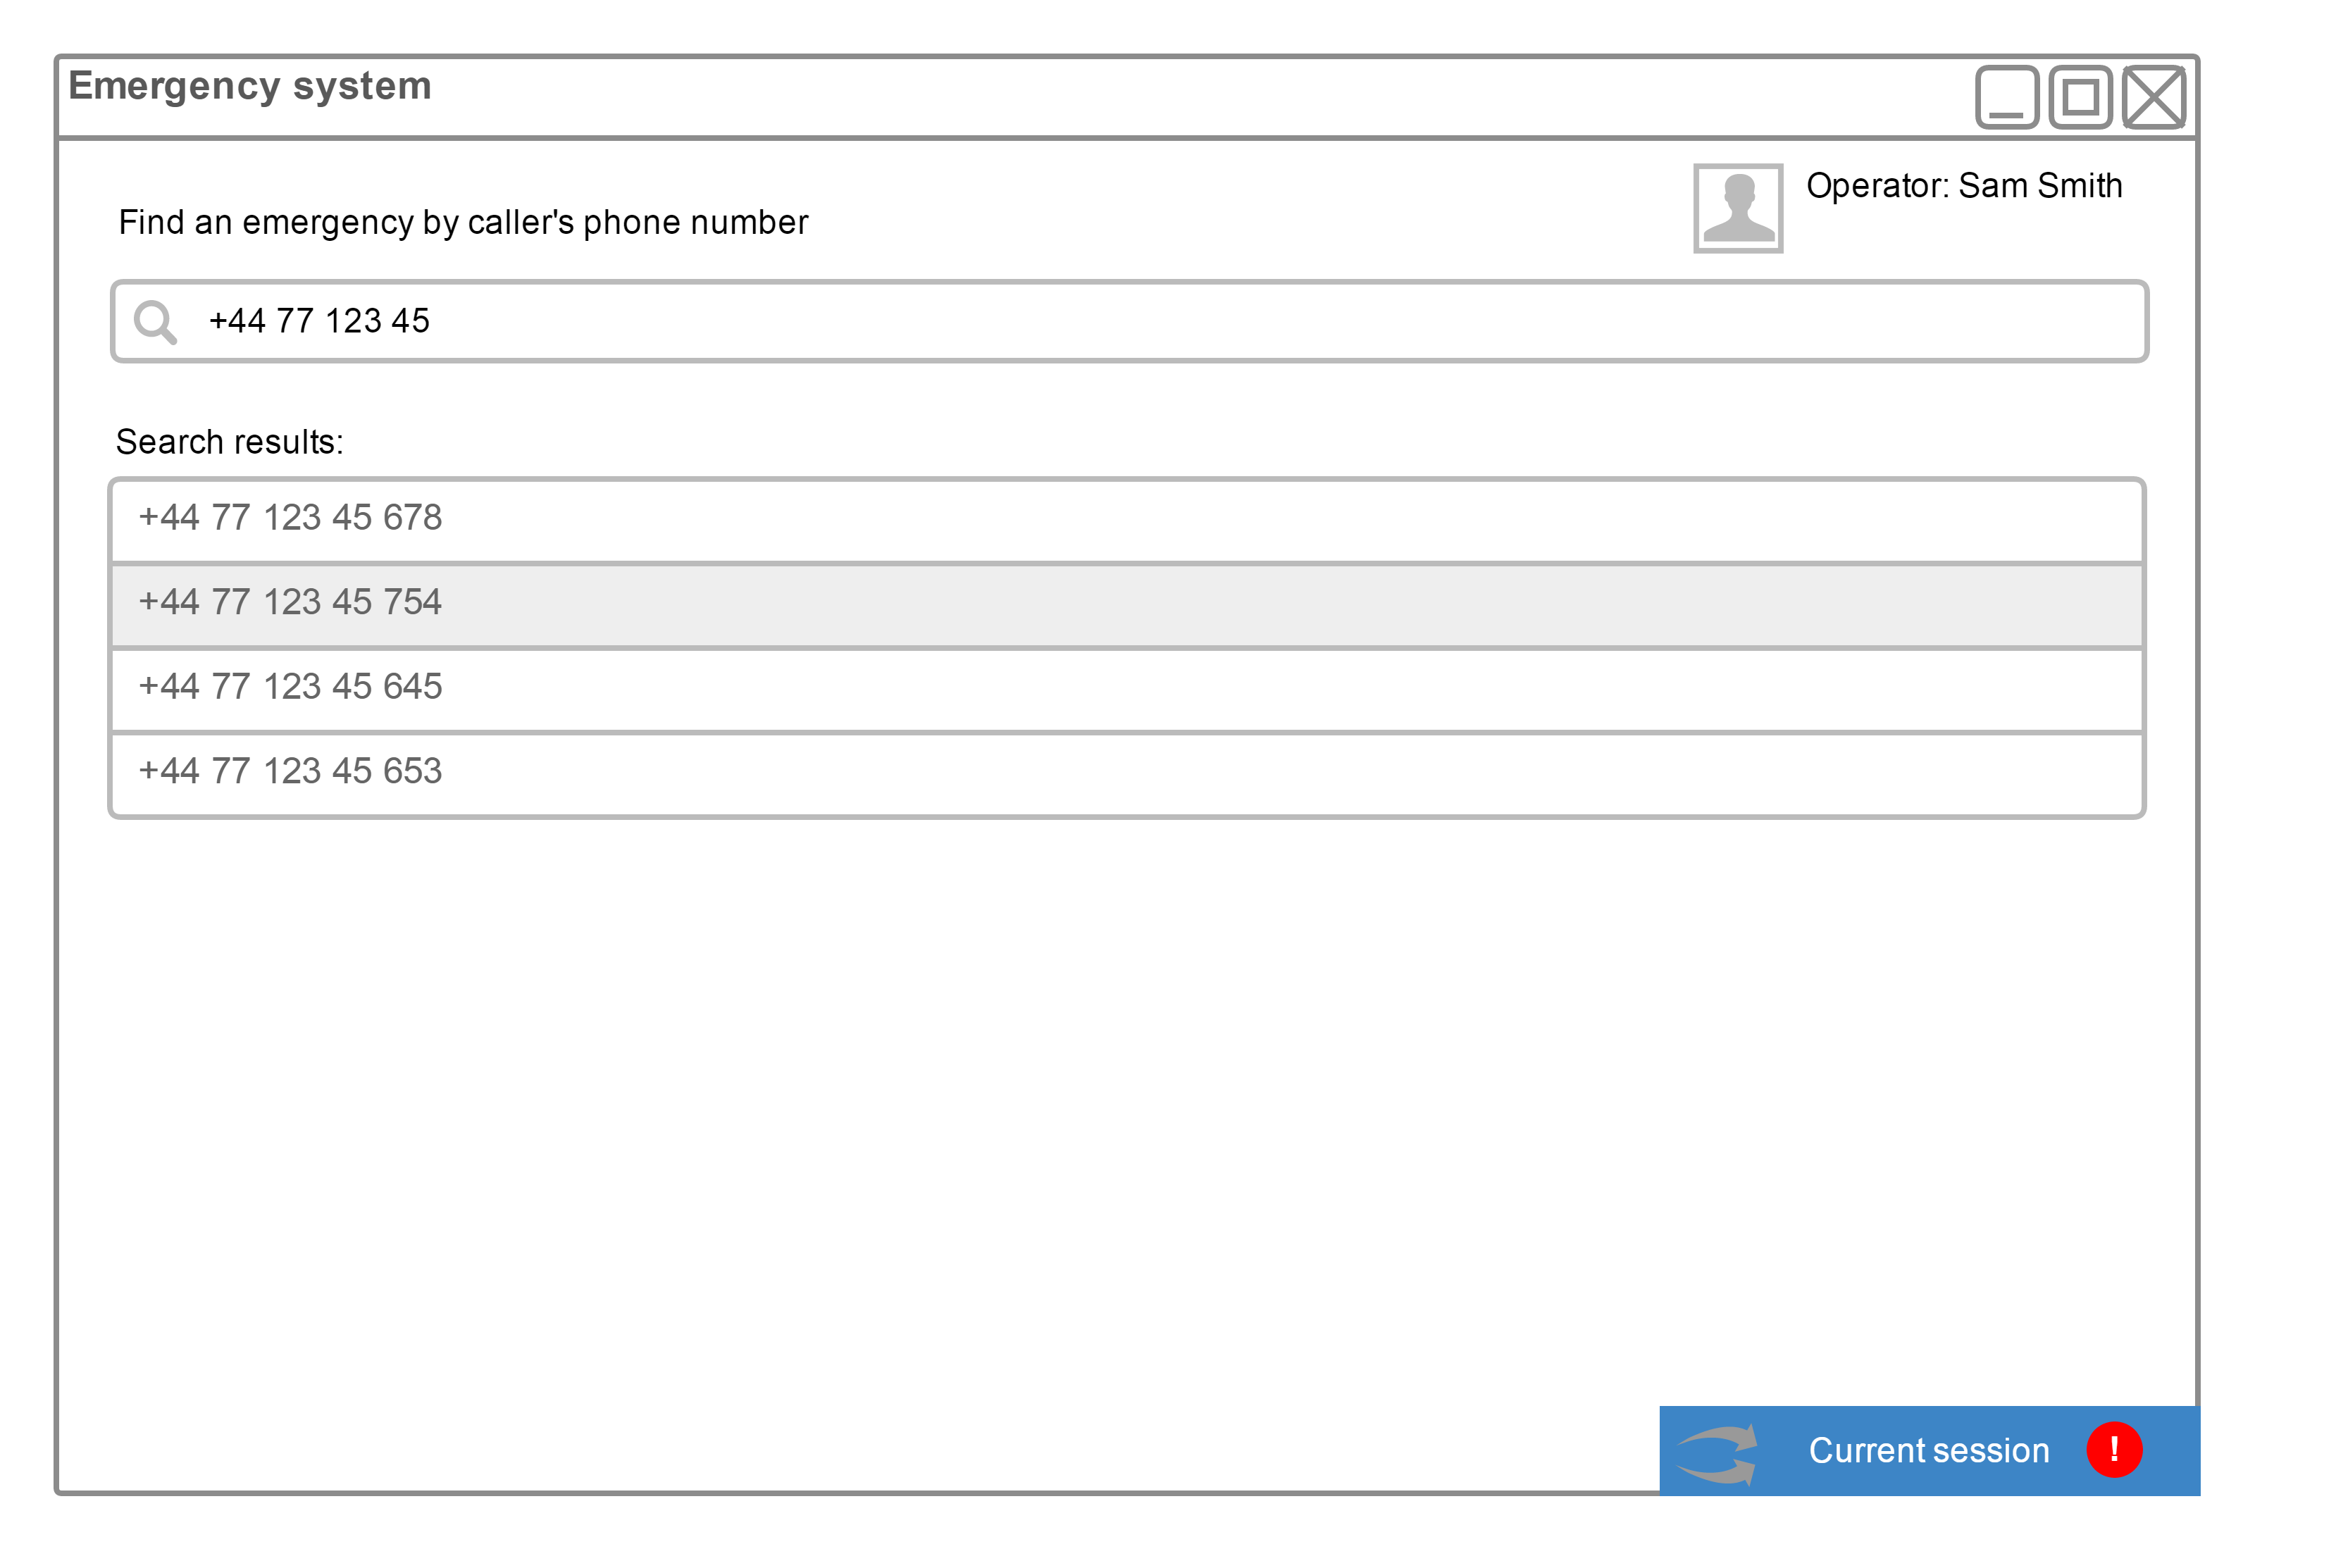 Emergency system
Operator: Sam Smith
Find an emergency by caller's phone number
+44 77 123 45
Search results:
+44 77 123 45 678
+44 77 123 45 754
+44 77 123 45 645
+44 77 123 45 653
Current session !